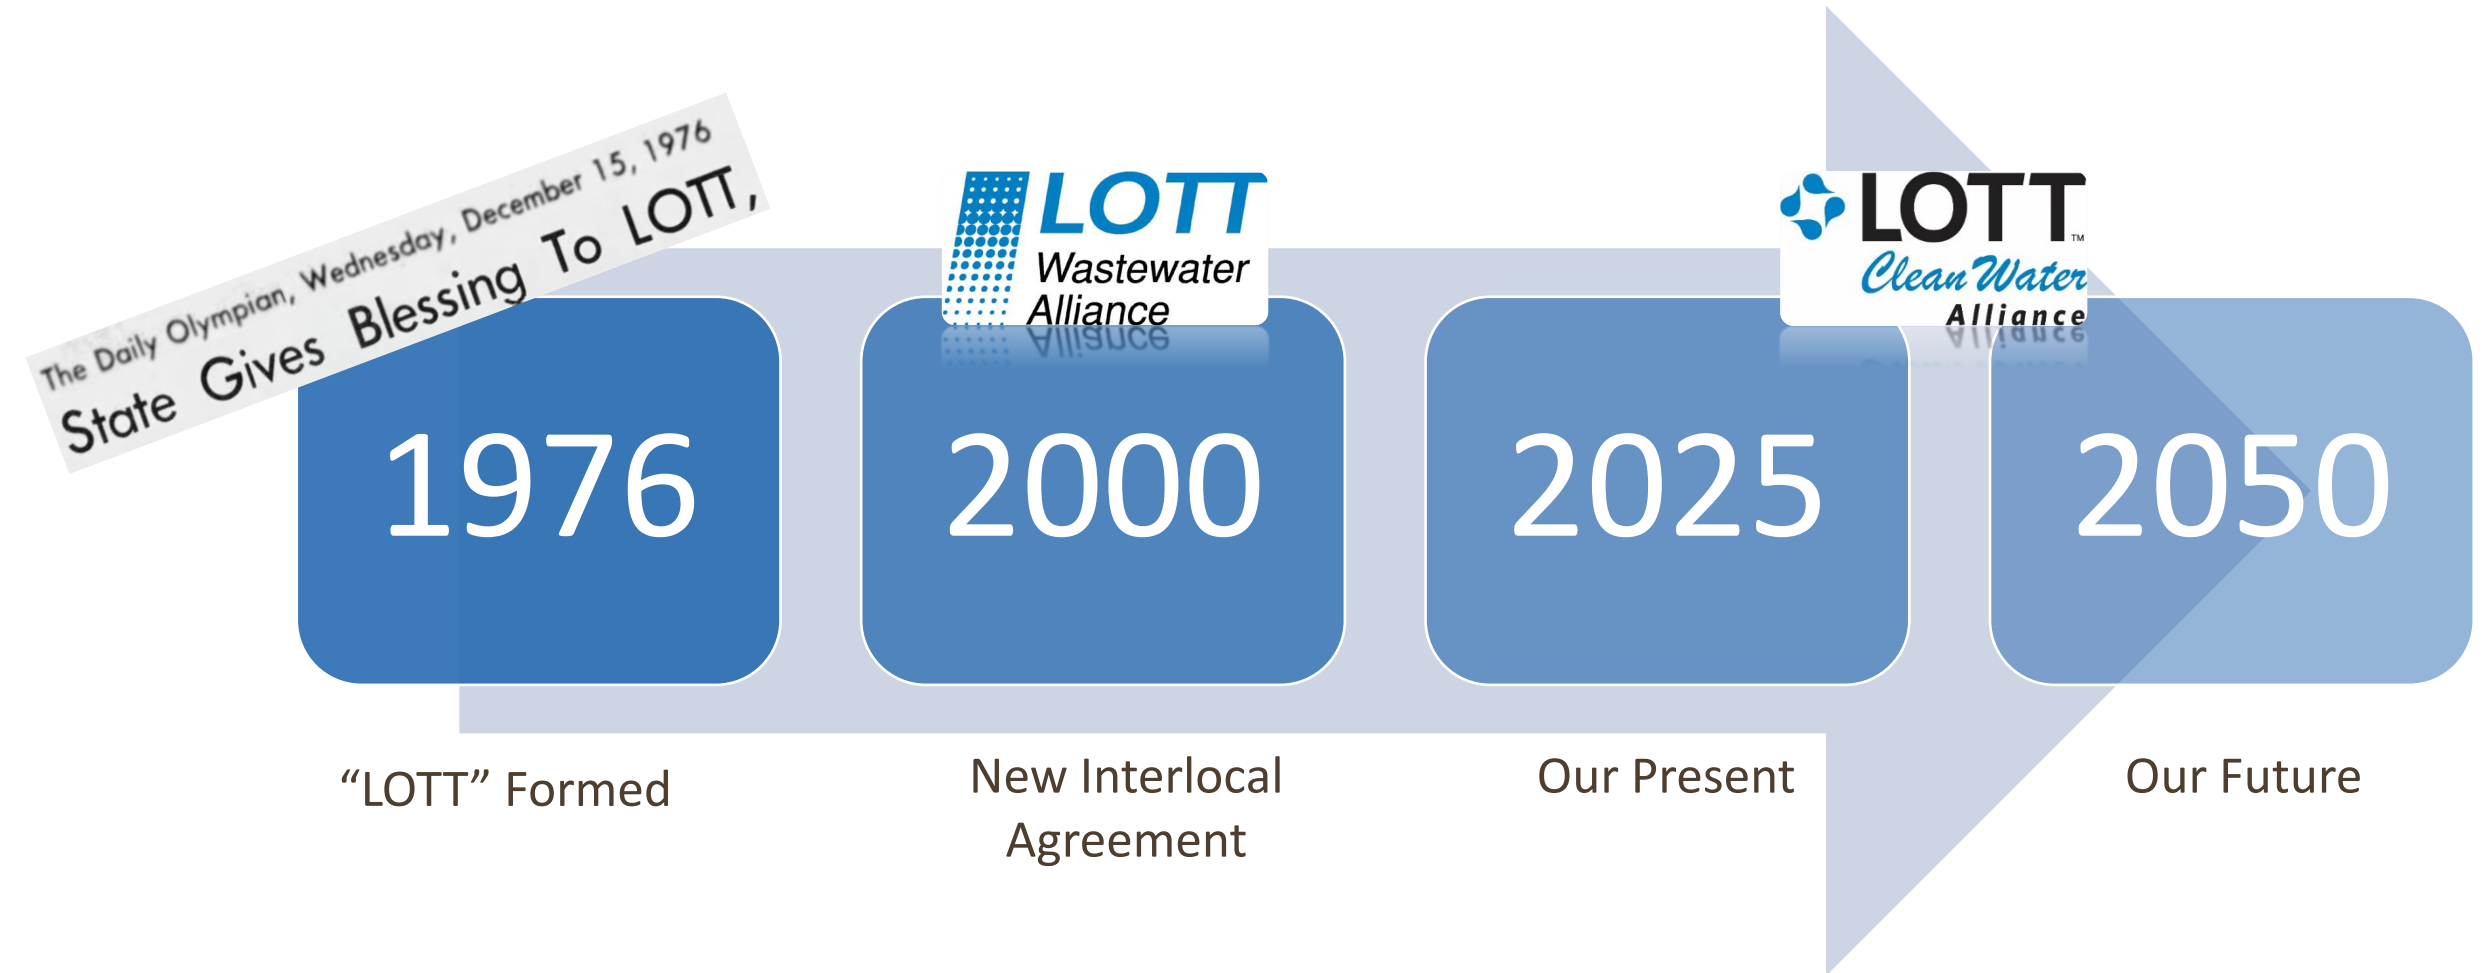 The Daily Olympian, Wednesday, December 15, 1976
State Gives Blessing To LOTT,
LOTT
Wastewater
Alliance
LOTT™
Clean Water
Alliance
1976
2000
2025
2050
“LOTT” Formed
New Interlocal
Agreement
Our Present
Our Future